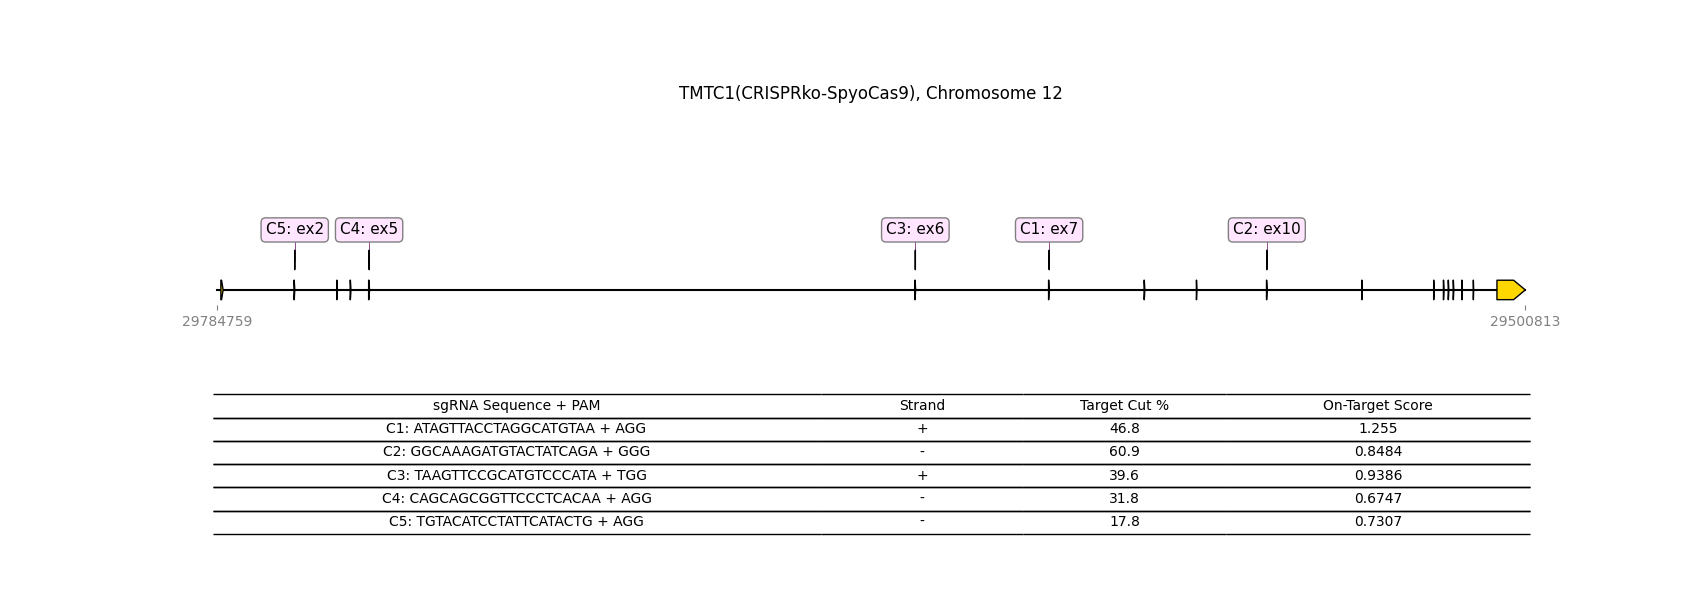 TMTC1(CRISPRko-SpyoCas9), Chromosome 12
C5: ex2 C4: ex5 C3: ex6 C1: ex7 C2: ex10
29784759 29500813
sgRNA Sequence + PAM Strand Target Cut % On-Target Score
C1: ATAGTTACCTAGGCATGTAA + AGG + 46.8 1.255
C2: GGCAAAGATGTACTATCAGA + GGG - 60.9 0.8484
C3: TAAGTTCCGCATGTCCCATA + TGG + 39.6 0.9386
C4: CAGCAGCGGTTCCCTCACAA + AGG - 31.8 0.6747
C5: TGTACATCCTATTCATACTG + AGG - 17.8 0.7307